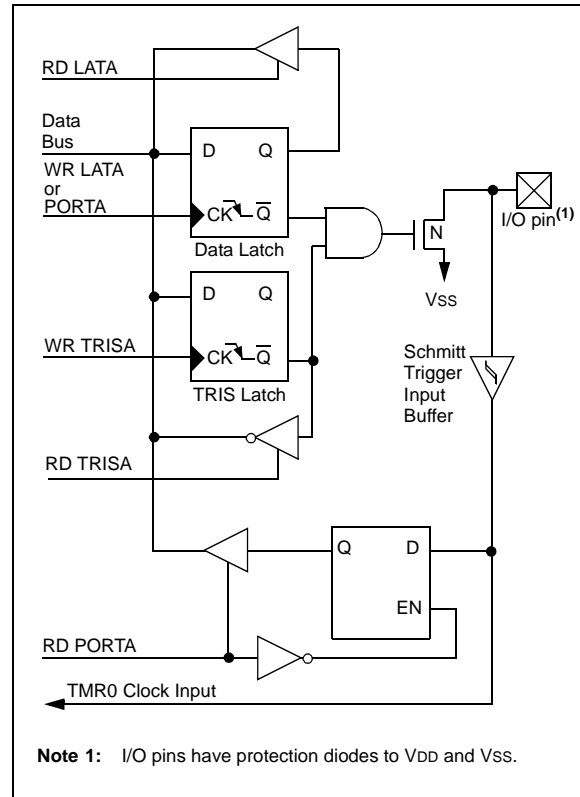 RD LATA
Data
Bus
D Q
WR LATA
or
PORTA
CK Q
Data Latch
N
I/O pin(1)
VSS
D Q
WR TRISA
CK Q
TRIS Latch
Schmitt
Trigger
Input
Buffer
RD TRISA
Q D
EN
RD PORTA
TMR0 Clock Input
Note 1: I/O pins have protection diodes to VDD and VSS.